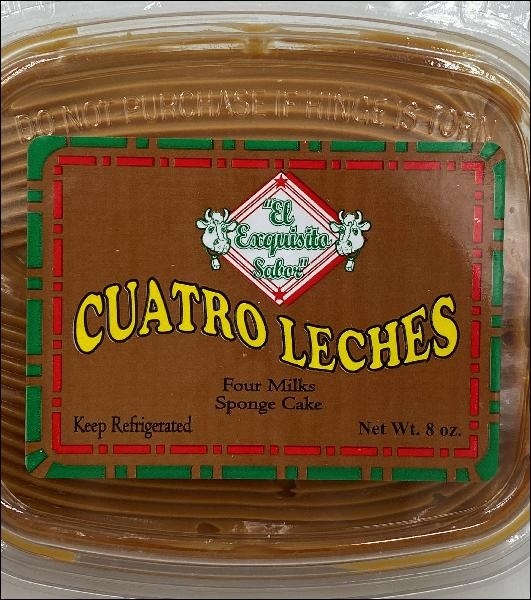 DO NOT PURCHASE IF HINGE IS TORN
"El
Exquisito
Sabor"
CUATRO LECHES
Four Milks
Sponge Cake
Keep Refrigerated
Net Wt. 8 oz.